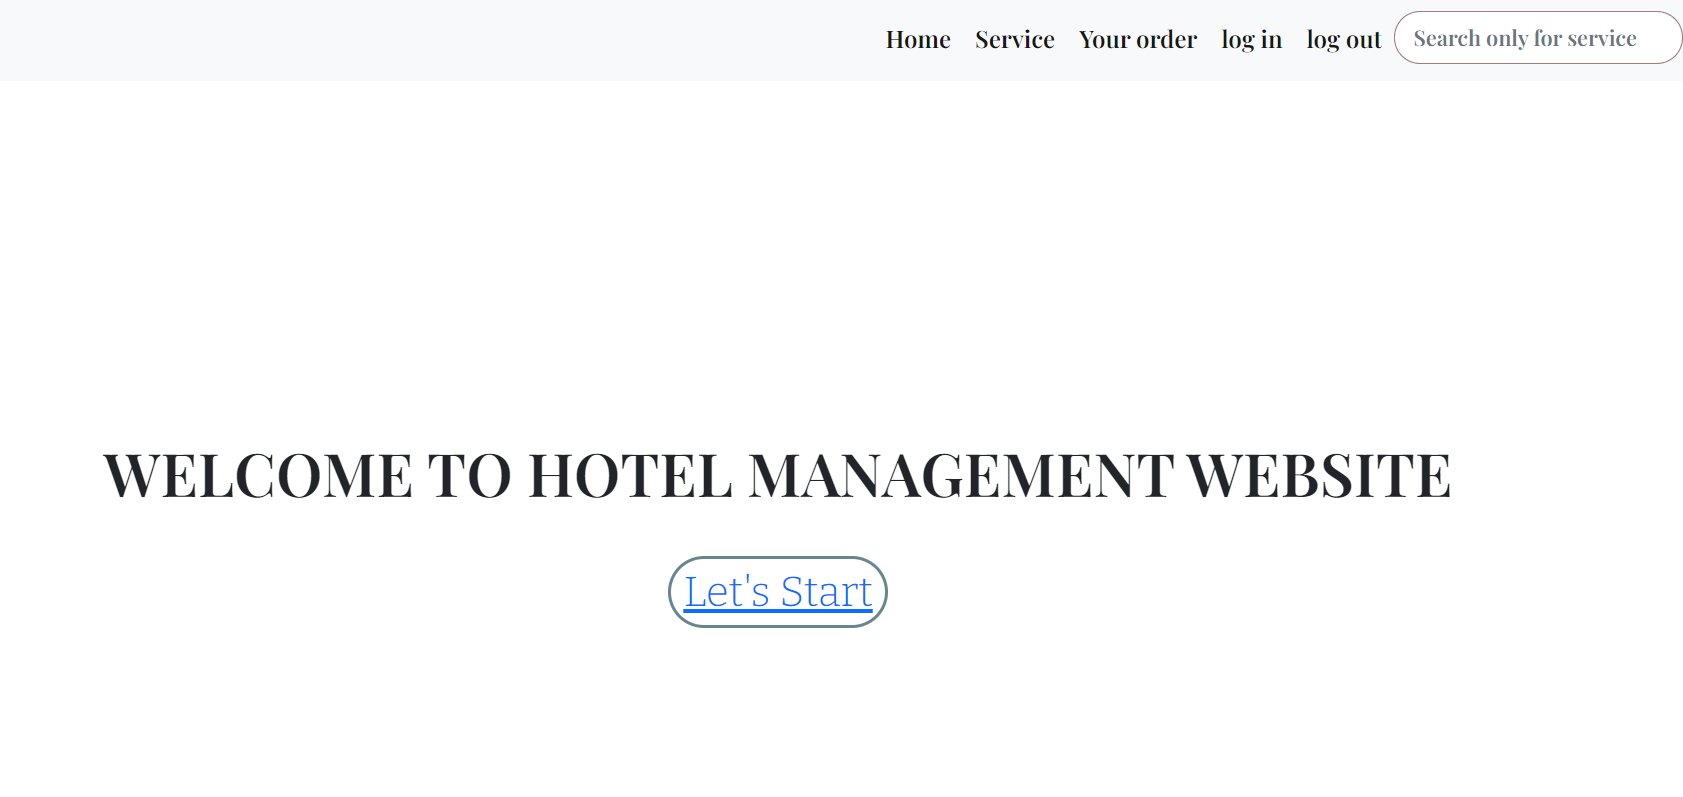 Home Service Your order log in log out Search only for service
WELCOME TO HOTEL MANAGEMENT WEBSITE
Let's Start